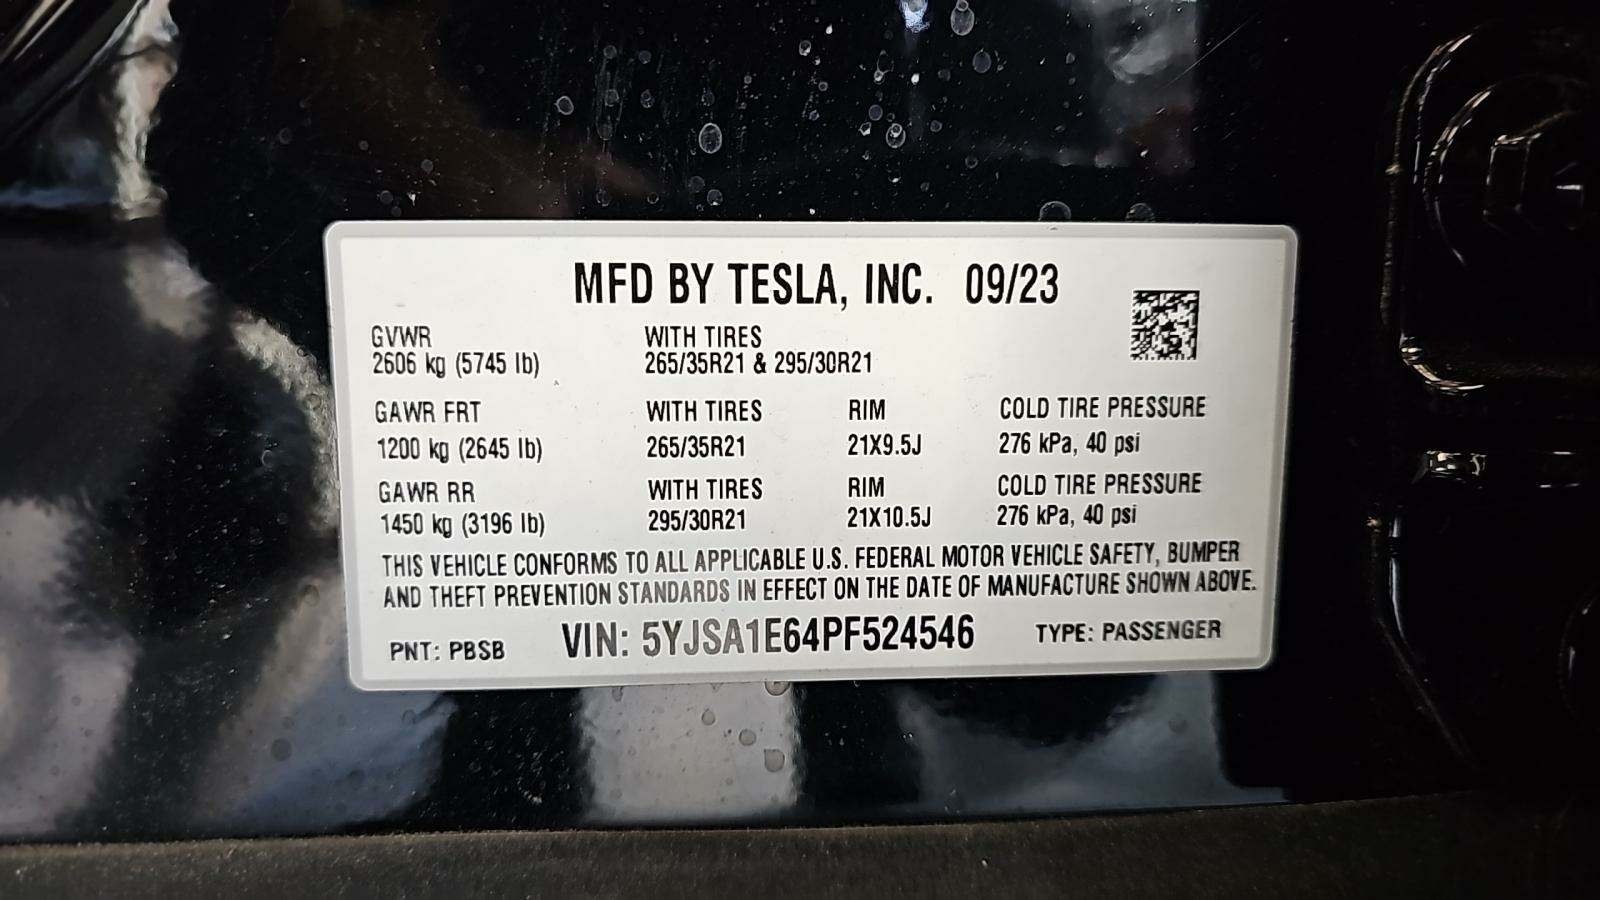 MFD BY TESLA, INC. 09/23
GVWR WITH TIRES
2606 kg (5745 lb) 265/35R21 & 295/30R21
GAWR FRT WITH TIRES RIM COLD TIRE PRESSURE
1200 kg (2645 lb) 265/35R21 21X9.5J 276 kPa, 40 psi
GAWR RR WITH TIRES RIM COLD TIRE PRESSURE
1450 kg (3196 lb) 295/30R21 21X10.5J 276 kPa, 40 psi
THIS VEHICLE CONFORMS TO ALL APPLICABLE U.S. FEDERAL MOTOR VEHICLE SAFETY, BUMPER
AND THEFT PREVENTION STANDARDS IN EFFECT ON THE DATE OF MANUFACTURE SHOWN ABOVE.
PNT: PBSB VIN: 5YJSA1E64PF524546 TYPE: PASSENGER